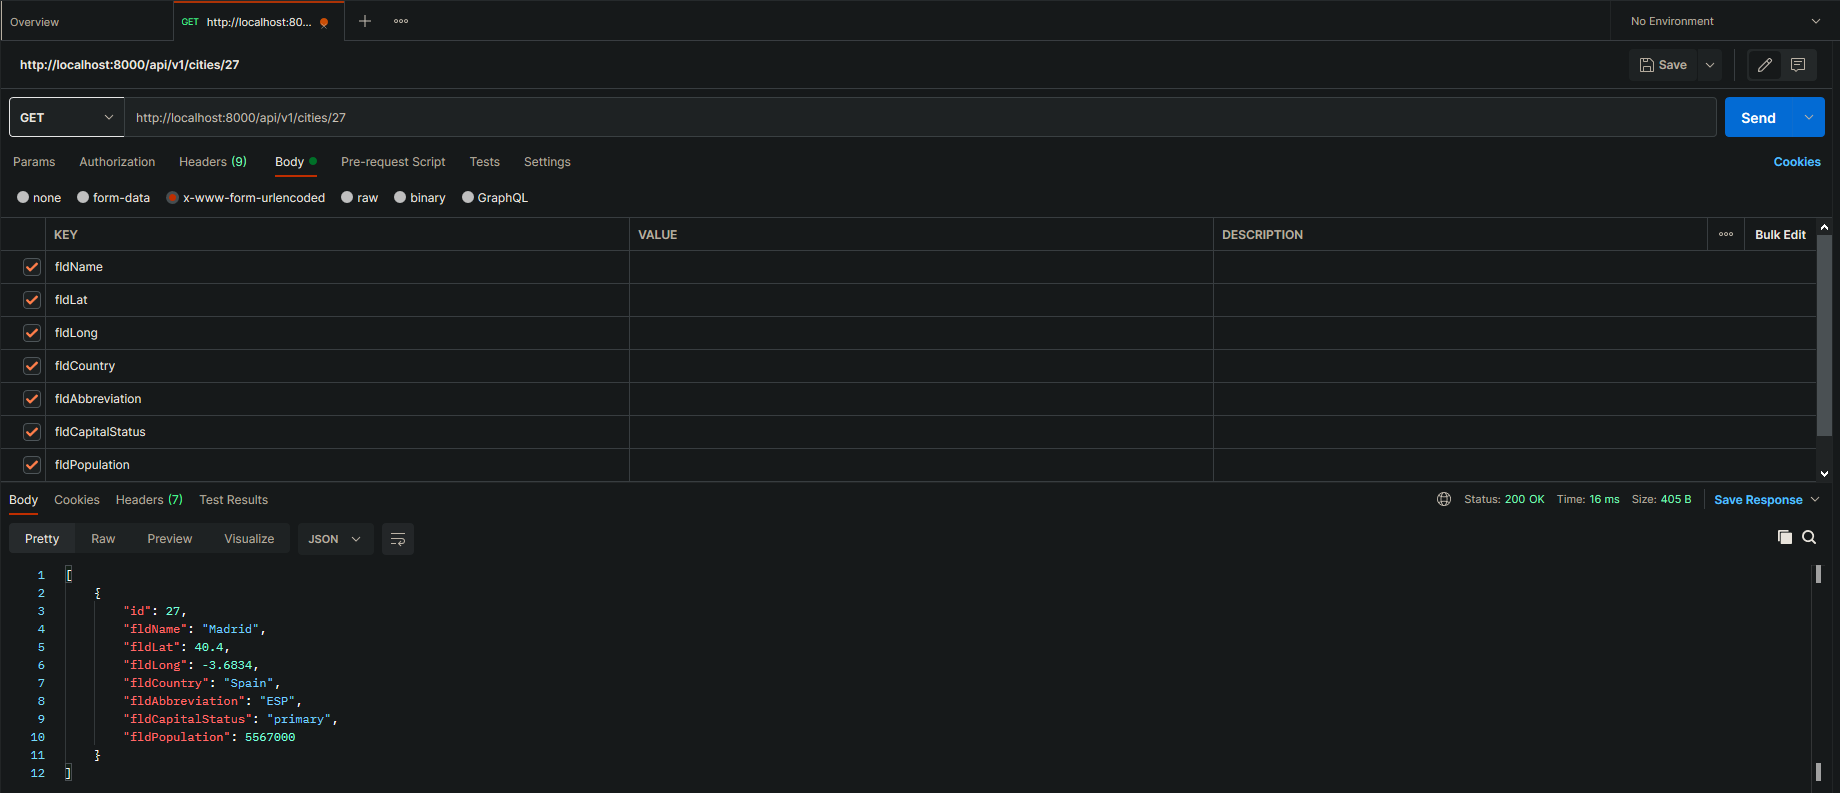 Overview GET http://localhost:80... No Environment
http://localhost:8000/api/v1/cities/27 Save
GET http://localhost:8000/api/v1/cities/27 Send
Params Authorization Headers (9) Body Pre-request Script Tests Settings Cookies
none form-data x-www-form-urlencoded raw binary GraphQL
KEY VALUE DESCRIPTION Bulk Edit
fldName
fldLat
fldLong
fldCountry
fldAbbreviation
fldCapitalStatus
fldPopulation
Body Cookies Headers (7) Test Results Status: 200 OK Time: 16 ms Size: 405 B Save Response
Pretty Raw Preview Visualize JSON
1 [
2 {
3 "id": 27,
4 "fldName": "Madrid",
5 "fldLat": 40.4,
6 "fldLong": -3.6834,
7 "fldCountry": "Spain",
8 "fldAbbreviation": "ESP",
9 "fldCapitalStatus": "primary",
10 "fldPopulation": 5567000
11 }
12 ]